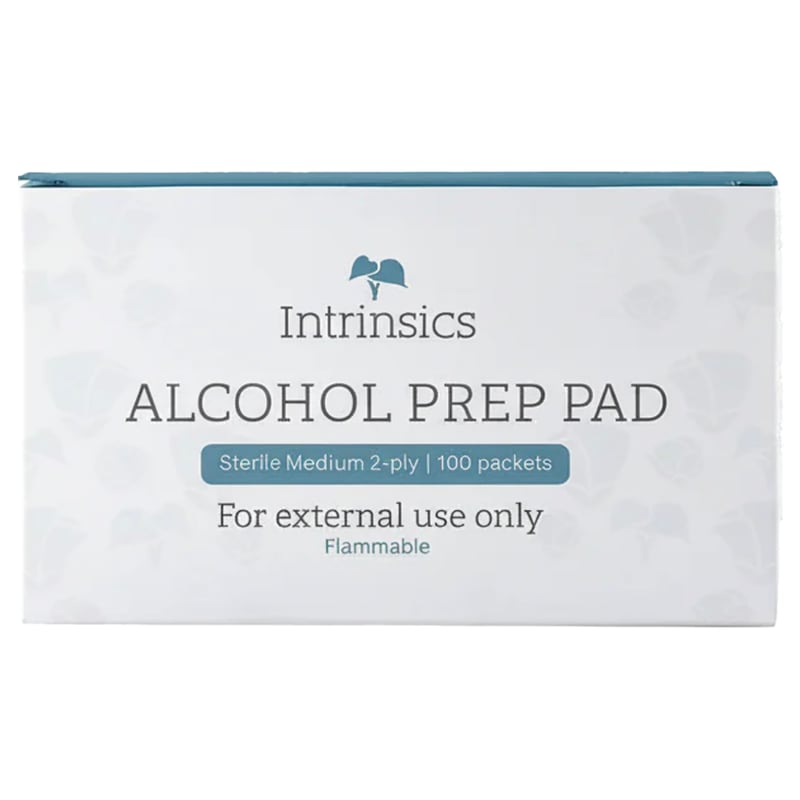 Intrinsics
ALCOHOL PREP PAD
Sterile Medium 2-ply | 100 packets
For external use only
Flammable